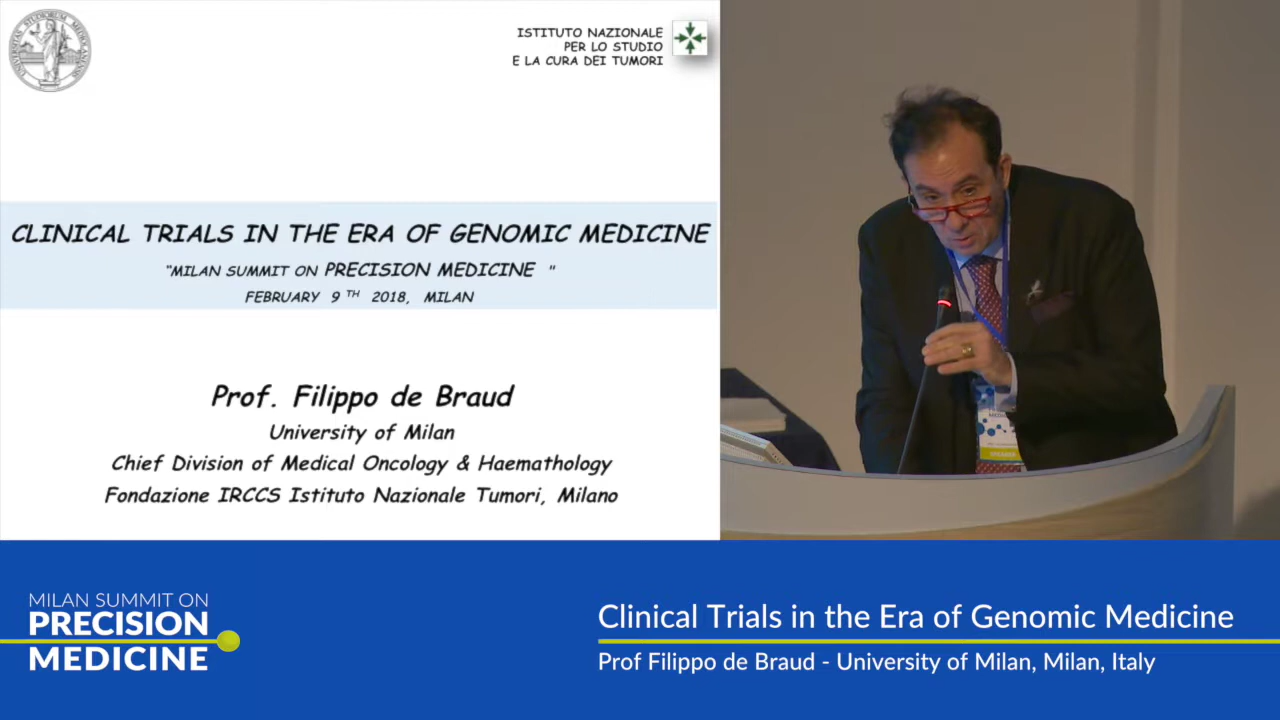 ISTITUTO NAZIONALE
PER LO STUDIO
E LA CURA DEI TUMORI
CLINICAL TRIALS IN THE ERA OF GENOMIC MEDICINE
"MILAN SUMMIT ON PRECISION MEDICINE "
FEBRUARY 9 TH 2018, MILAN
Prof. Filippo de Braud
University of Milan
Chief Division of Medical Oncology & Haemathology
Fondazione IRCCS Istituto Nazionale Tumori, Milano
MILAN SUMMIT ON
PRECISION
MEDICINE
Clinical Trials in the Era of Genomic Medicine
Prof Filippo de Braud - University of Milan, Milan, Italy